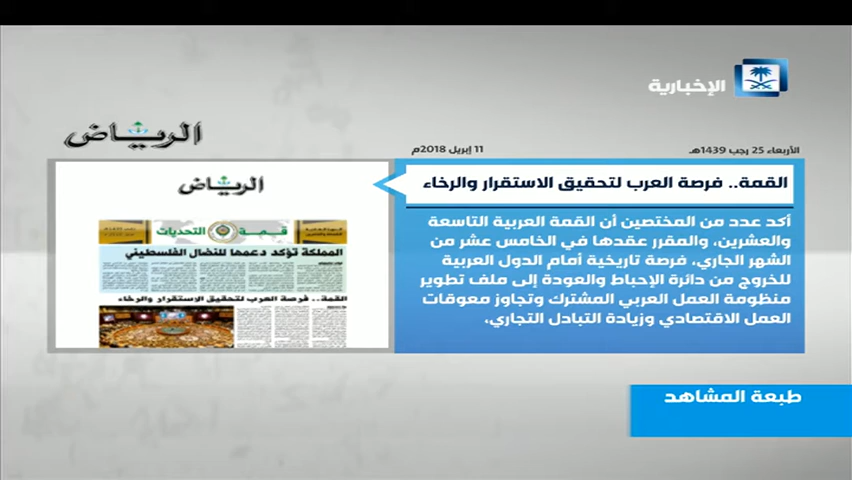 الإخبارية
الرياض
الأربعاء 25 رجب 1439هـ
11 إبريل 2018م
القمة.. فرصة العرب لتحقيق الاستقرار والرخاء
أكد عدد من المختصين أن القمة العربية التاسعة
والعشرين، والمقرر عقدها في الخامس عشر من
الشهر الجاري، فرصة تاريخية أمام الدول العربية
للخروج من دائرة الإحباط والعودة إلى ملف تطوير
منظومة العمل العربي المشترك وتجاوز معوقات
العمل الاقتصادي وزيادة التبادل التجاري،
الرياض
قمة التحديات
المملكة تؤكد دعمها للنضال الفلسطيني
القمة.. فرصة العرب لتحقيق الاستقرار والرخاء
طبعة المشاهد